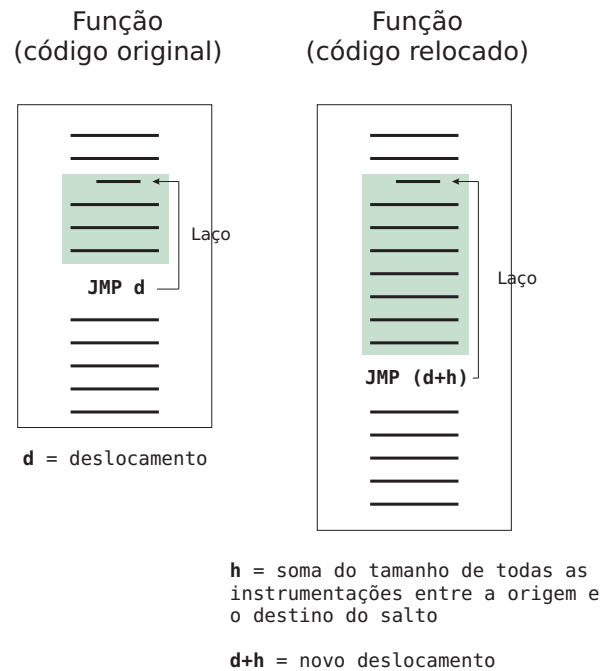 Função
(código original)
Laço
JMP d
d = deslocamento
Função
(código relocado)
Laço
JMP (d+h)
h = soma do tamanho de todas as
instrumentações entre a origem e
o destino do salto
d+h = novo deslocamento